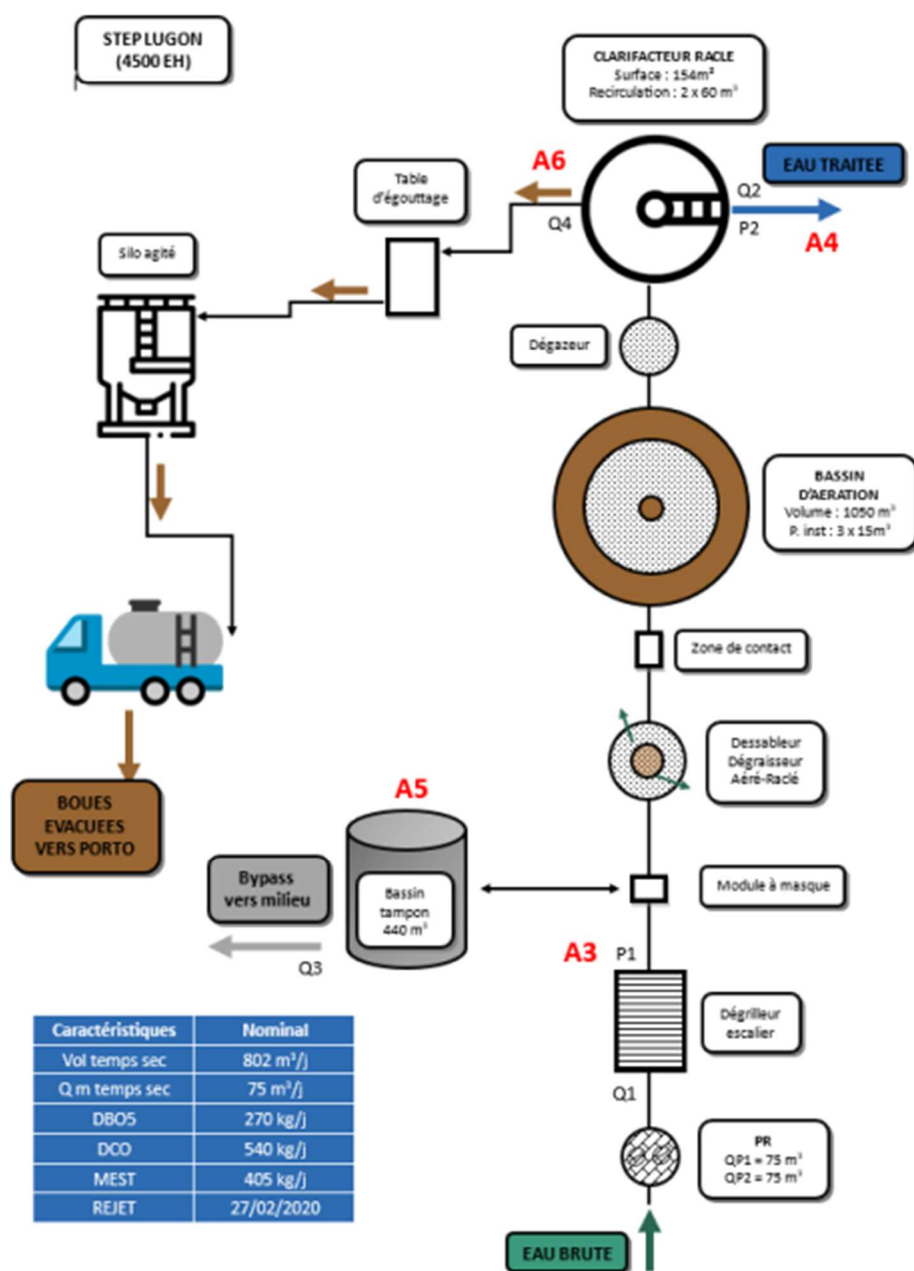 STEP LUGON
(4500 EH)
CLARIFACTEUR RACLE
Surface : 154m²
Recirculation : 2 x 60 m³
A6
EAU TRAITEE
Table
d'égouttage
Q4
Q2
P2
A4
Silo agité
Dégazeur
BASSIN
D'AERATION
Volume : 1050 m³
P. inst : 3 x 15m³
Zone de contact
Dessableur
Dégraisseur
Aéré-Raclé
BOUES
EVACUEES
VERS PORTO
A5
Bypass
vers milieu
Bassin
tampon
440 m³
Q3
Module à masque
A3
P1
Dégrilleur
escalier
Q1
PR
QP1 = 75 m³
QP2 = 75 m³
EAU BRUTE
Caractéristiques Nominal
Vol temps sec 802 m³/j
Q m temps sec 75 m³/j
DBO5 270 kg/j
DCO 540 kg/j
MEST 405 kg/j
REJET 27/02/2020